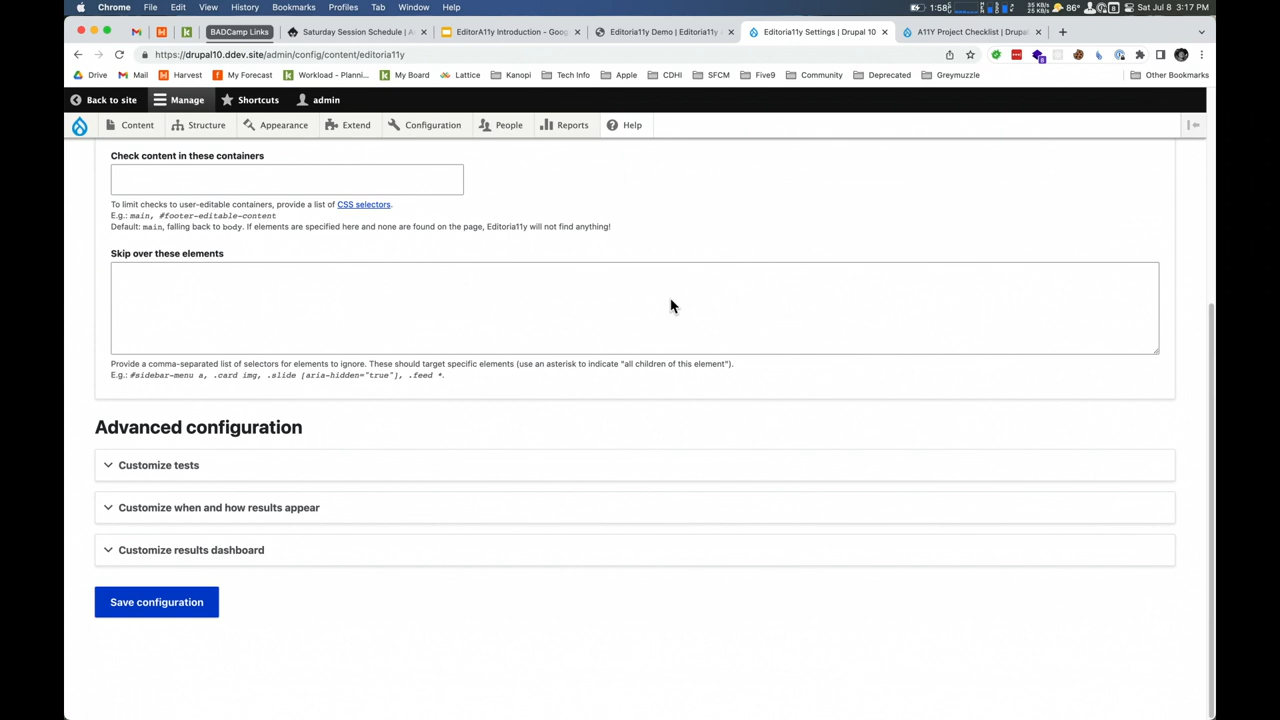 Chrome File Edit View History Bookmarks Profiles Tab Window Help
1:58 35 KB/s 86° 8 Sat Jul 8 3:17 PM
BADCamp Links Saturday Session Schedule | A EditorA11y Introduction - Goog Editoria11y Demo | Editoria11y Editoria11y Settings | Drupal 10 A11Y Project Checklist | Drupal
https://drupal10.ddev.site/admin/config/content/editoria11y
Drive Mail Harvest My Forecast Workload - Planni... My Board Lattice Kanopi Tech Info Apple CDHI SFCM Five9 Community Deprecated Greymuzzle Other Bookmarks
Back to site Manage Shortcuts admin
Content Structure Appearance Extend Configuration People Reports Help
Check content in these containers
To limit checks to user-editable containers, provide a list of CSS selectors.
E.g.: main, #footer-editable-content
Default: main, falling back to body. If elements are specified here and none are found on the page, Editoria11y will not find anything!
Skip over these elements
Provide a comma-separated list of selectors for elements to ignore. These should target specific elements (use an asterisk to indicate "all children of this element").
E.g.: #sidebar-menu a, .card img, .slide [aria-hidden="true"], .feed *.
Advanced configuration
Customize tests
Customize when and how results appear
Customize results dashboard
Save configuration